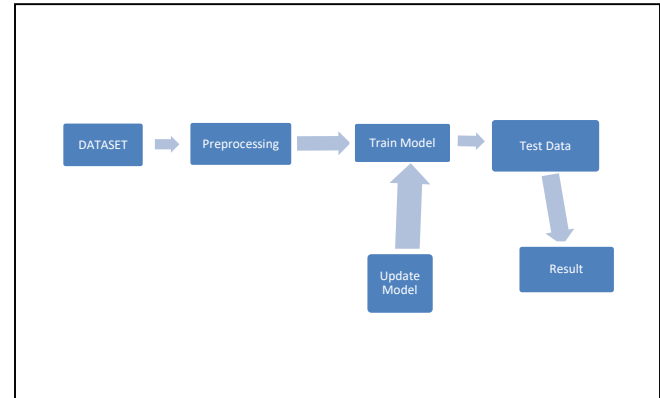 DATASET
Preprocessing
Train Model
Test Data
Update
Model
Result